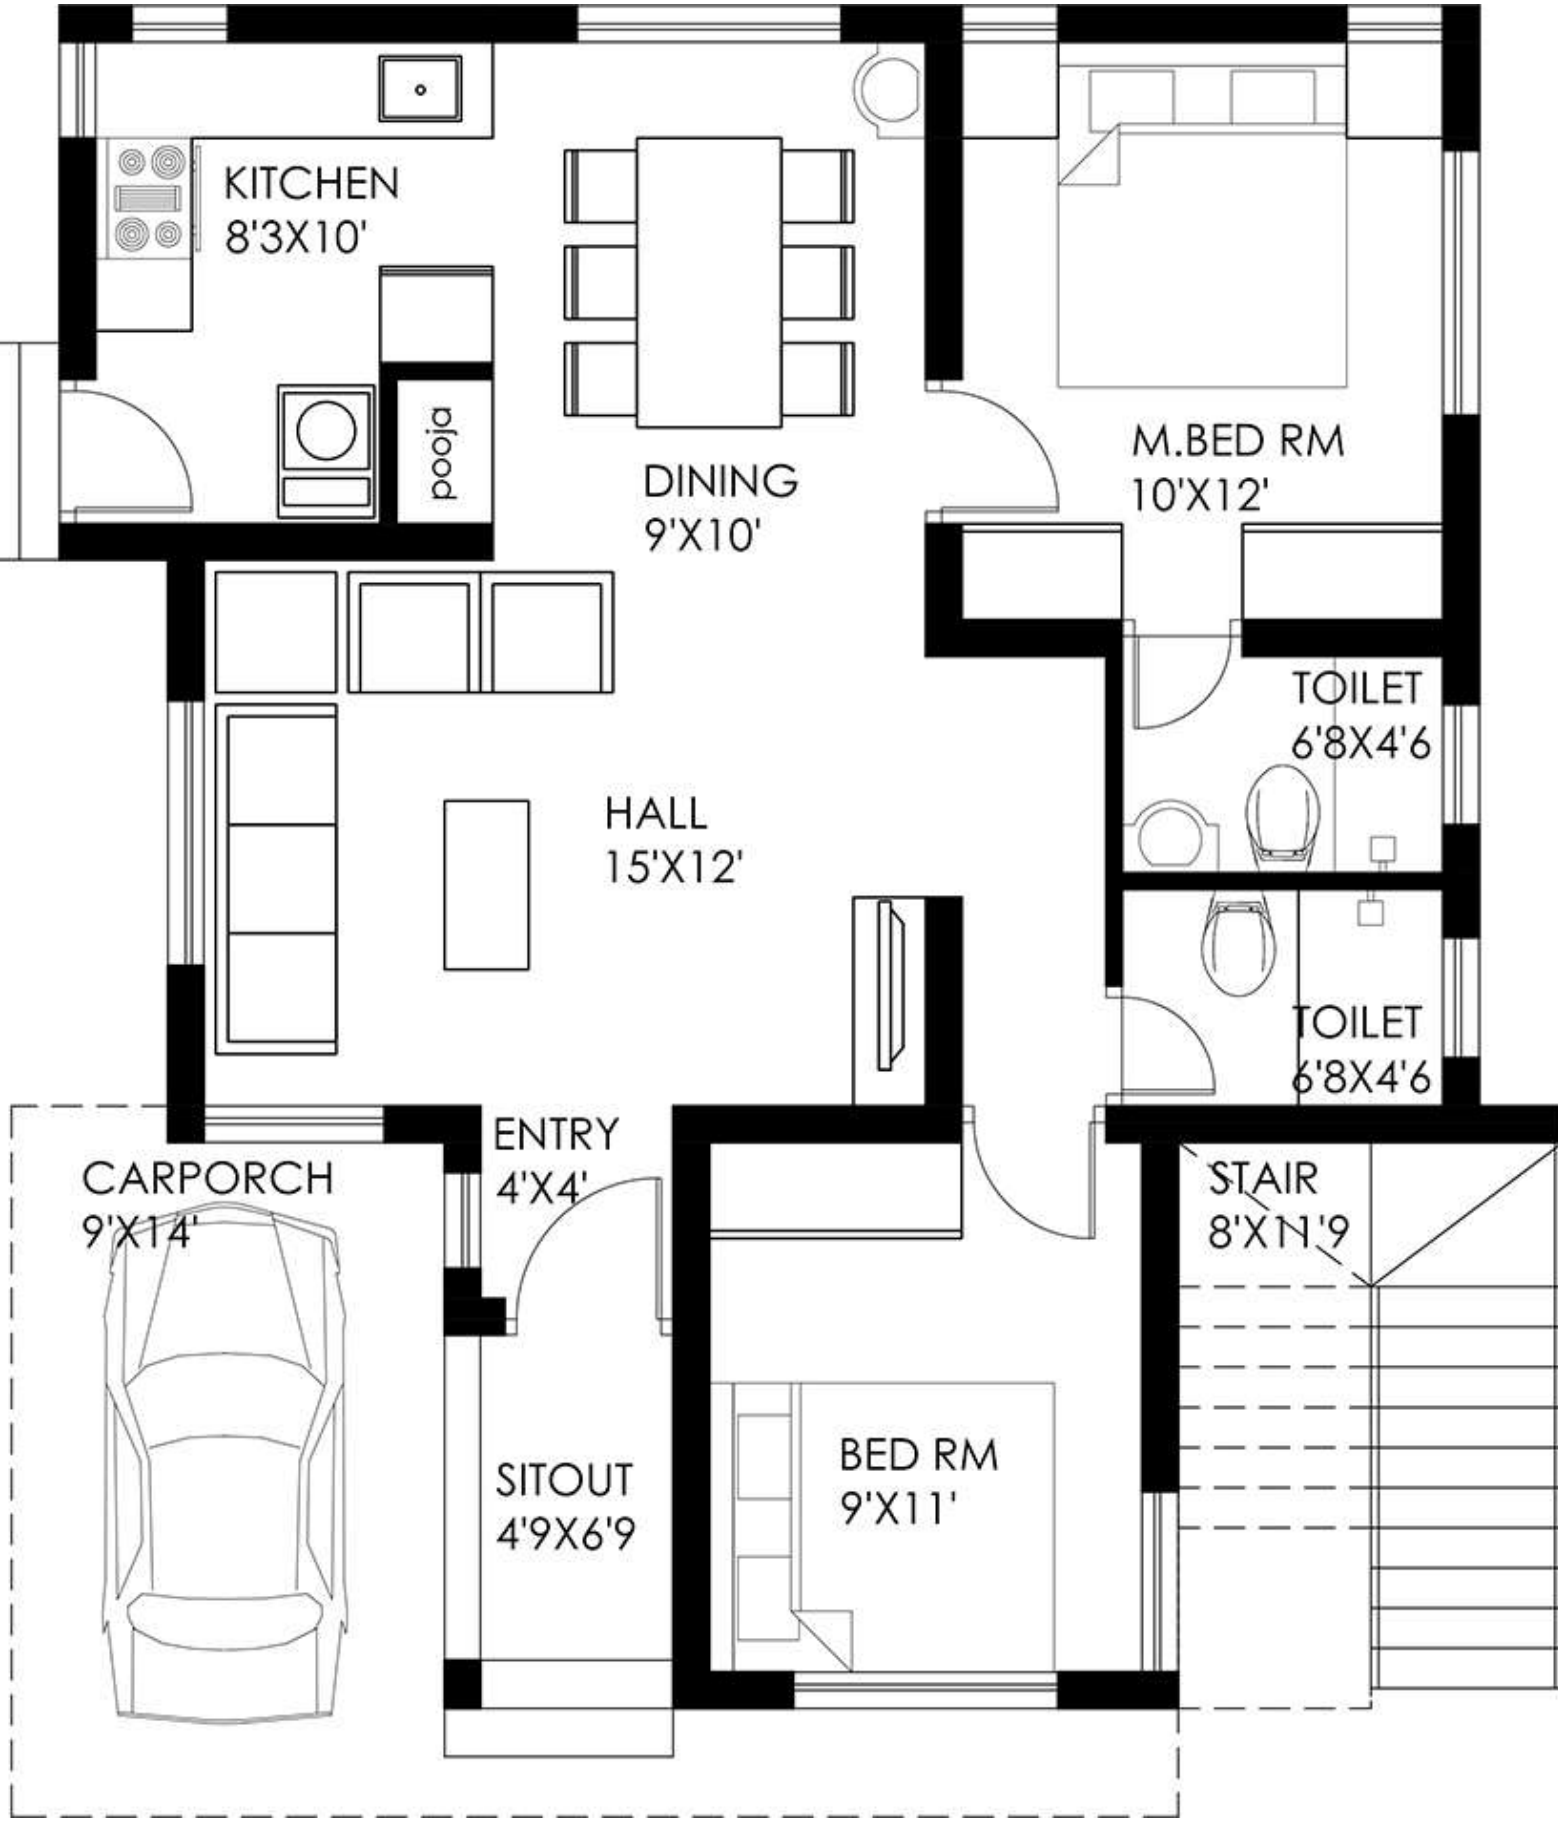 KITCHEN
8'3X10'
pooja
DINING
9'X10'
M.BED RM
10'X12'
TOILET
6'8X4'6
HALL
15'X12'
TOILET
6'8X4'6
ENTRY
4'X4'
CARPORCH
9'X14'
STAIR
8'X11'9
SITOUT
4'9X6'9
BED RM
9'X11'